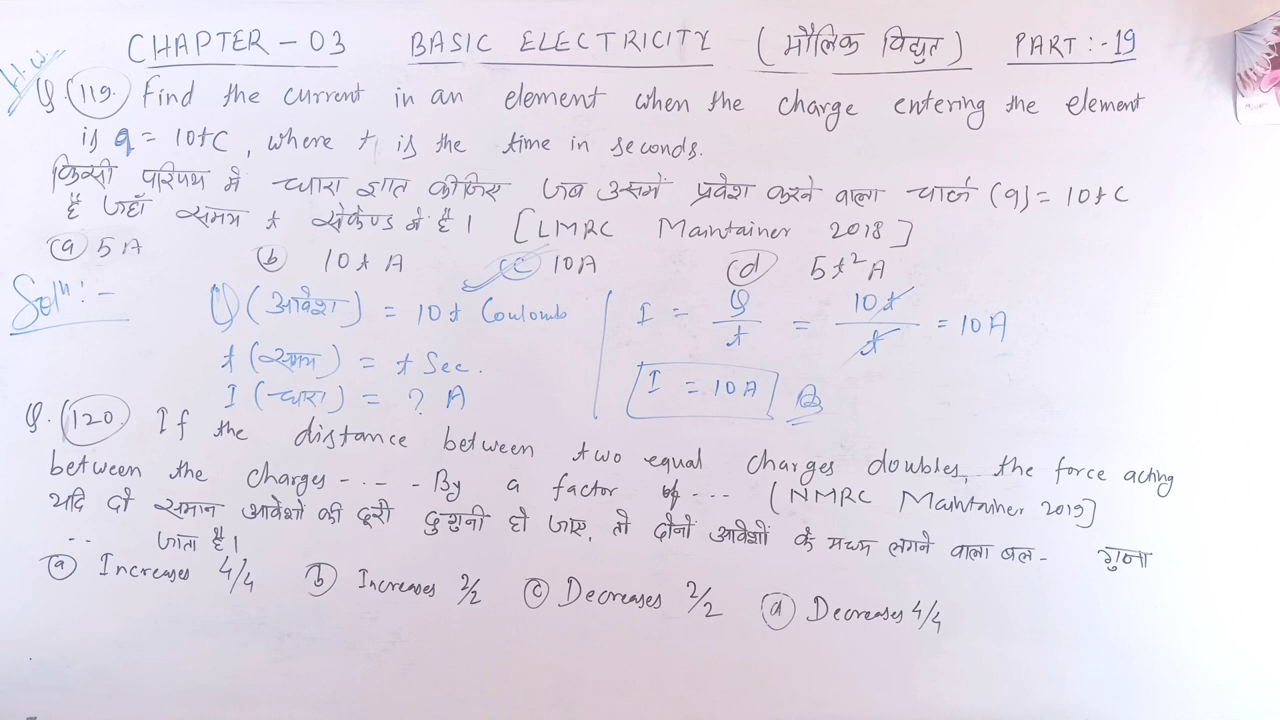 CHAPTER - 03 BASIC ELECTRICITY (मौलिक विद्युत) PART :- 19
H.W.
Q. 119. Find the current in an element when the charge entering the element
is q = 10tC, where t is the time in seconds.
किसी परिपथ में धारा ज्ञात कीजिए जब उसमें प्रवेश करने वाला चार्ज (q) = 10tC
है जहाँ समय t सेकेण्ड में है। [LMRC Maintainer 2018]
(a) 5A (b) 10tA (c) 10A (d) 5t²A
Solⁿ :-
Q (आवेश) = 10t Coulomb
t (समय) = t Sec.
I (धारा) = ? A
I = Q/t = 10t/t = 10A
I = 10A
Q. 120. If the distance between two equal charges doubles, the force acting
between the charges --- - By a factor of --- (NMRC Maintainer 2019]
यदि दो समान आवेशों की दूरी दुगुनी हो जाए, तो दोनों आवेशों के मध्य लगने वाला बल - गुना
-- जाता है।
(a) Increases 4/4 (b) Increases 2/2 (c) Decreases 2/2 (d) Decreases 4/4